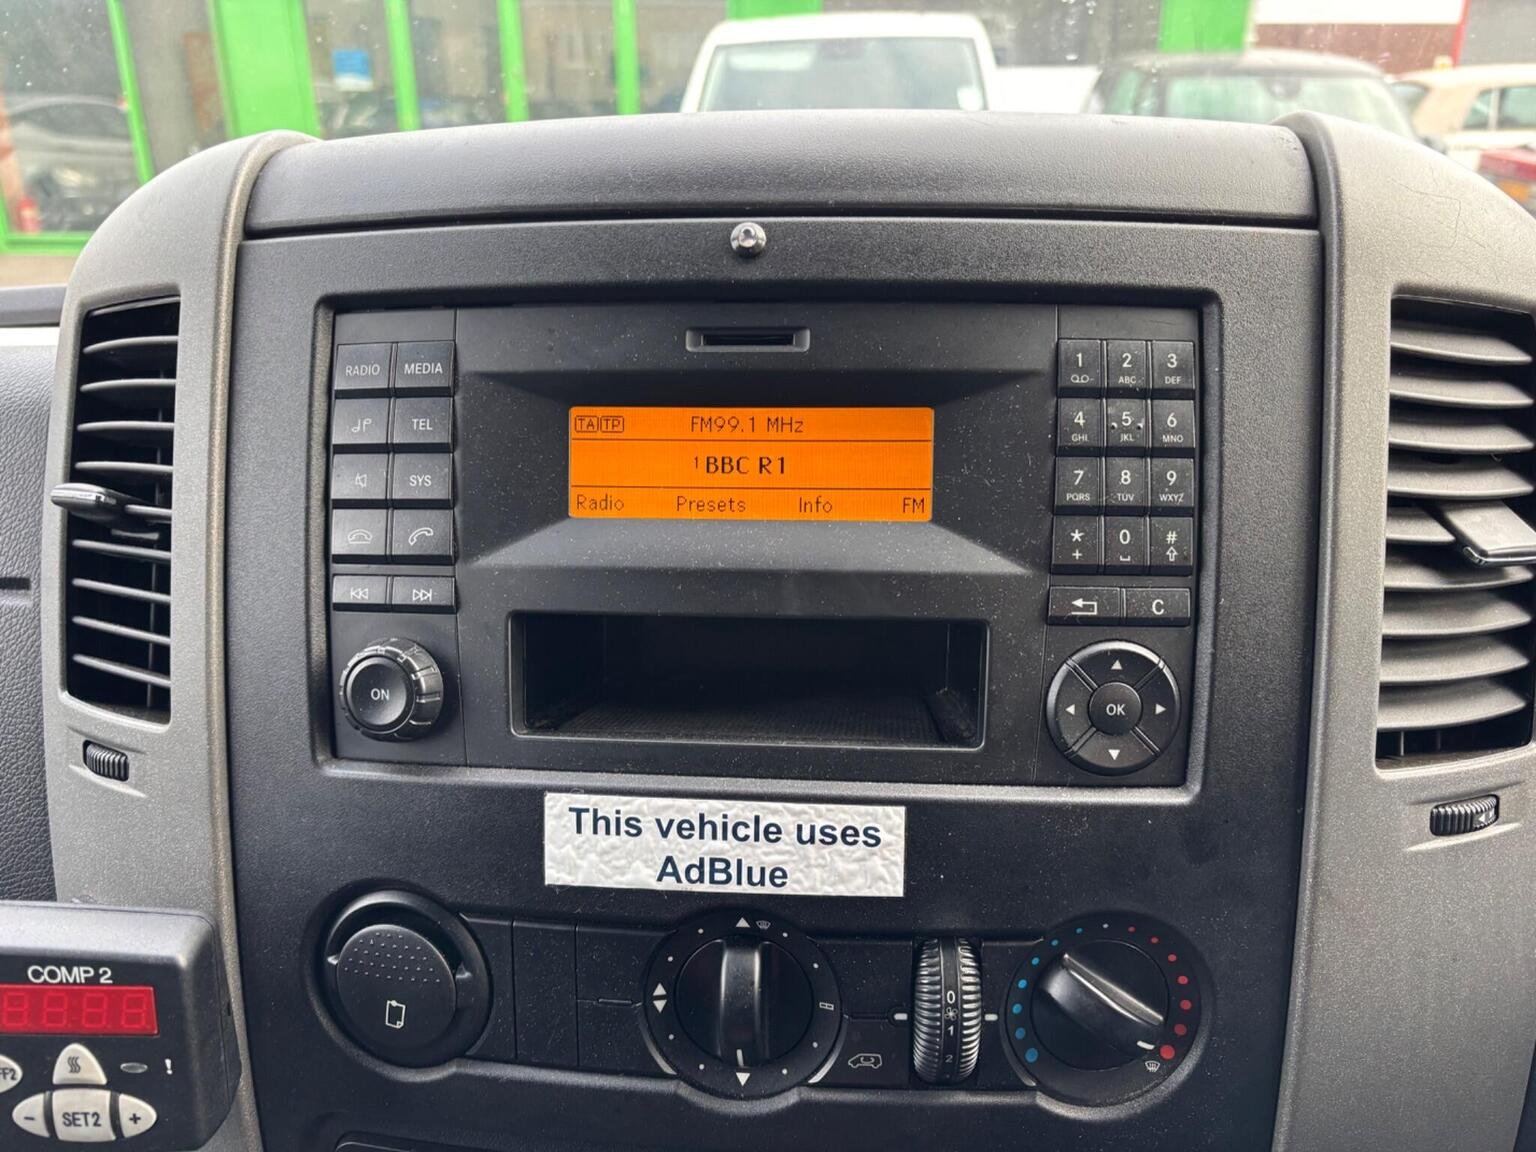 RADIO MEDIA
TEL
SYS
ON
TA TP FM99.1 MHz
1 BBC R1
Radio Presets Info FM
1 2 3
ABC DEF
4 5 6
GHI JKL MNO
7 8 9
PQRS TUV WXYZ
* 0 #
+
C
OK
This vehicle uses
AdBlue
0
1
2
COMP 2
8888
FF2
!
- SET2 +